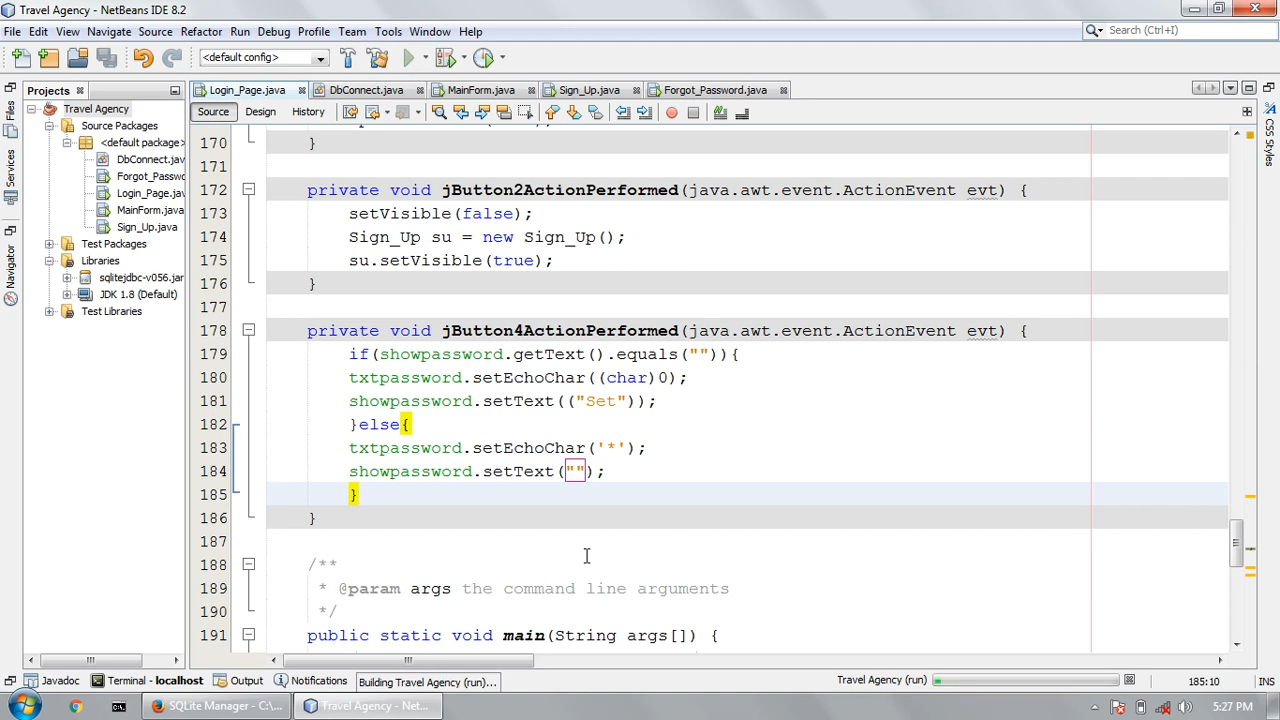 Travel Agency - NetBeans IDE 8.2
File Edit View Navigate Source Refactor Run Debug Profile Team Tools Window Help
Search (Ctrl+I)
<default config>
Projects
Login_Page.java DbConnect.java MainForm.java Sign_Up.java Forgot_Password.java
Source Design History
Files
Services
Navigator
CSS Styles
Travel Agency
Source Packages
<default package>
DbConnect.jav
Forgot_Passwo
Login_Page.jav
MainForm.java
Sign_Up.java
Test Packages
Libraries
sqlitejdbc-v056.jar
JDK 1.8 (Default)
Test Libraries
170 }
171
172 private void jButton2ActionPerformed(java.awt.event.ActionEvent evt) {
173 setVisible(false);
174 Sign_Up su = new Sign_Up();
175 su.setVisible(true);
176 }
177
178 private void jButton4ActionPerformed(java.awt.event.ActionEvent evt) {
179 if(showpassword.getText().equals("")){
180 txtpassword.setEchoChar((char)0);
181 showpassword.setText(("Set"));
182 }else{
183 txtpassword.setEchoChar('*');
184 showpassword.setText("");
185 }
186 }
187
188 /**
189 * @param args the command line arguments
190 */
191 public static void main(String args[]) {
Javadoc Terminal - localhost Output Notifications Building Travel Agency (run)... Travel Agency (run) 185:10 INS
SQLite Manager - C:\... Travel Agency - Net... 5:27 PM